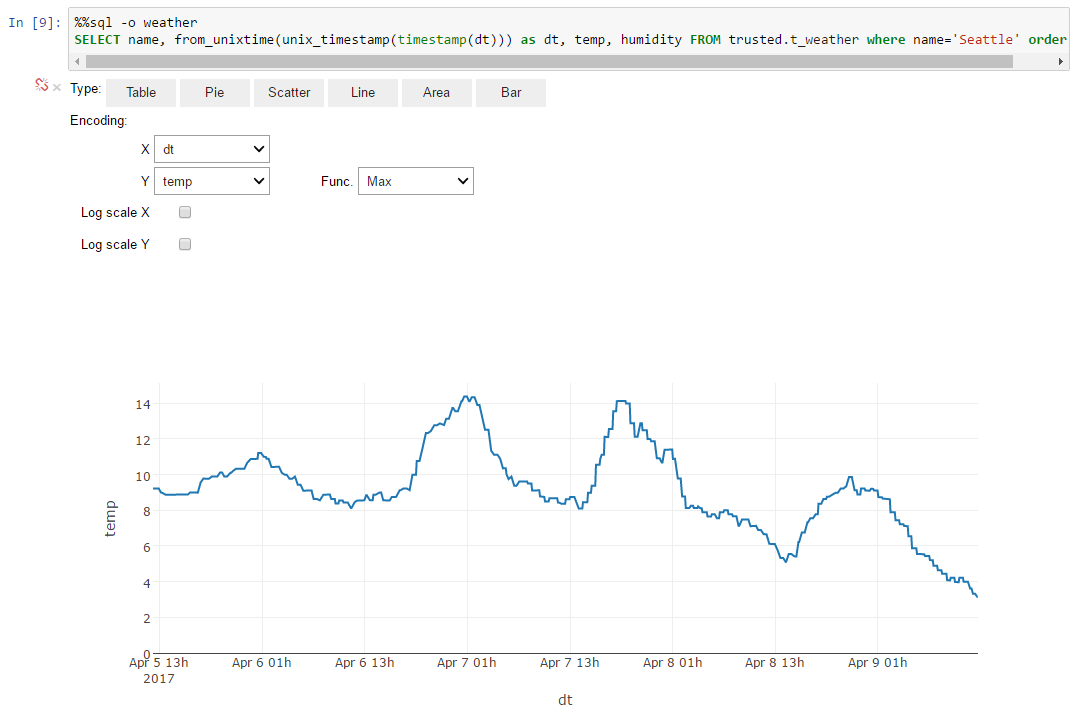 In [9]:
%%sql -o weather
SELECT name, from_unixtime(unix_timestamp(timestamp(dt))) as dt, temp, humidity FROM trusted.t_weather where name='Seattle' order
Type: Table Pie Scatter Line Area Bar
Encoding:
X dt
Y temp Func. Max
Log scale X
Log scale Y
14
12
10
8
6
4
2
0
temp
Apr 5 13h Apr 6 01h Apr 6 13h Apr 7 01h Apr 7 13h Apr 8 01h Apr 8 13h Apr 9 01h
2017
dt